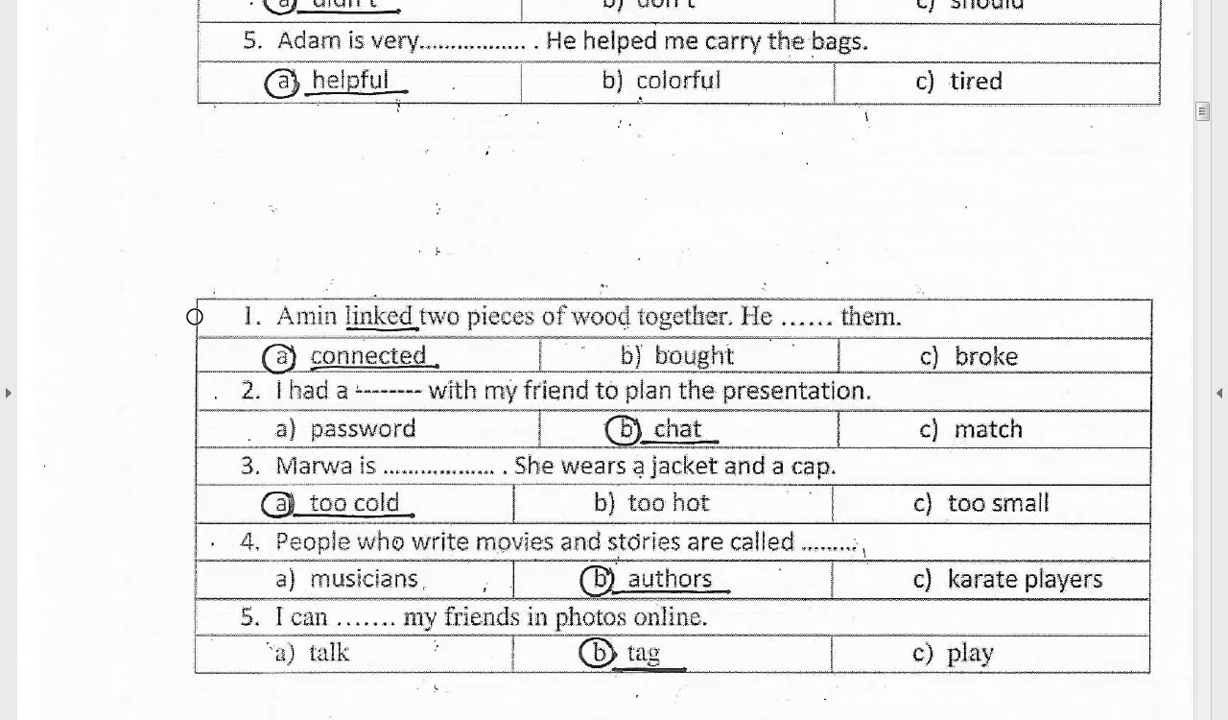 a) didn't b) don't c) should
5. Adam is very.................. . He helped me carry the bags.
a) helpful b) colorful c) tired
1. Amin linked two pieces of wood together. He ...... them.
a) connected b) bought c) broke
2. I had a -------- with my friend to plan the presentation.
a) password b) chat c) match
3. Marwa is .................. . She wears a jacket and a cap.
a) too cold b) too hot c) too small
4. People who write movies and stories are called .........
a) musicians b) authors c) karate players
5. I can ....... my friends in photos online.
a) talk b) tag c) play